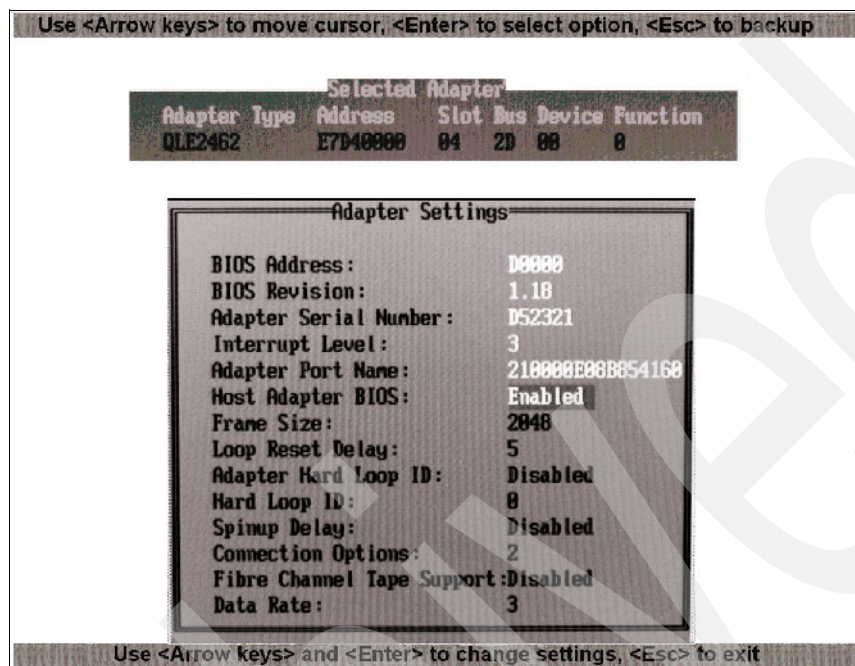 Use <Arrow keys> to move cursor, <Enter> to select option, <Esc> to backup
Selected Adapter
Adapter Type Address Slot Bus Device Function
QLE2462 E7D40000 04 2D 00 0
Adapter Settings
BIOS Address: D0000
BIOS Revision: 1.18
Adapter Serial Number: D52321
Interrupt Level: 3
Adapter Port Name: 210000E08B854160
Host Adapter BIOS: Enabled
Frame Size: 2048
Loop Reset Delay: 5
Adapter Hard Loop ID: Disabled
Hard Loop ID: 0
Spinup Delay: Disabled
Connection Options: 2
Fibre Channel Tape Support:Disabled
Data Rate: 3
Use <Arrow keys> and <Enter> to change settings, <Esc> to exit